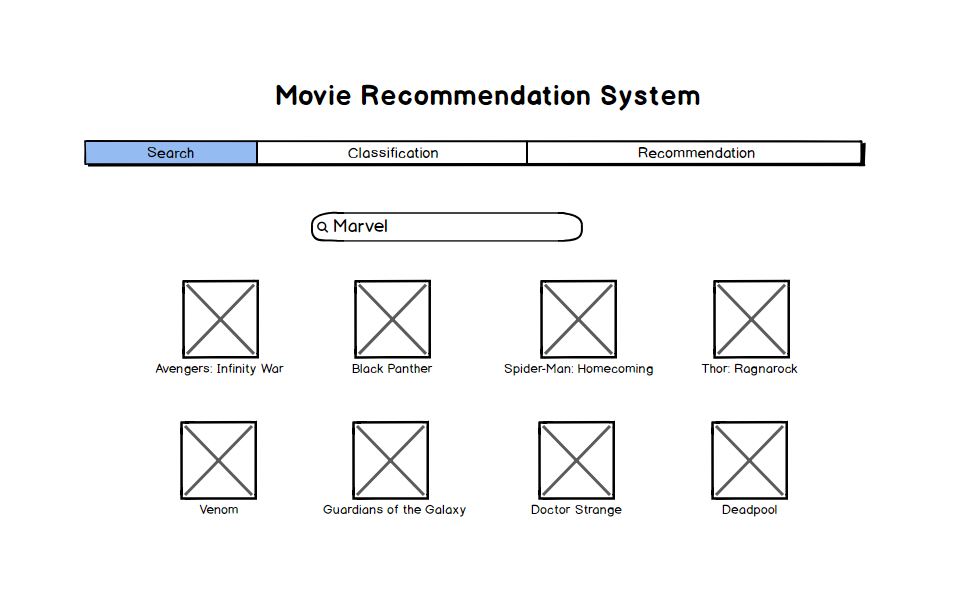 Movie Recommendation System
Search Classification Recommendation
Marvel
Avengers: Infinity War Black Panther Spider-Man: Homecoming Thor: Ragnarock
Venom Guardians of the Galaxy Doctor Strange Deadpool